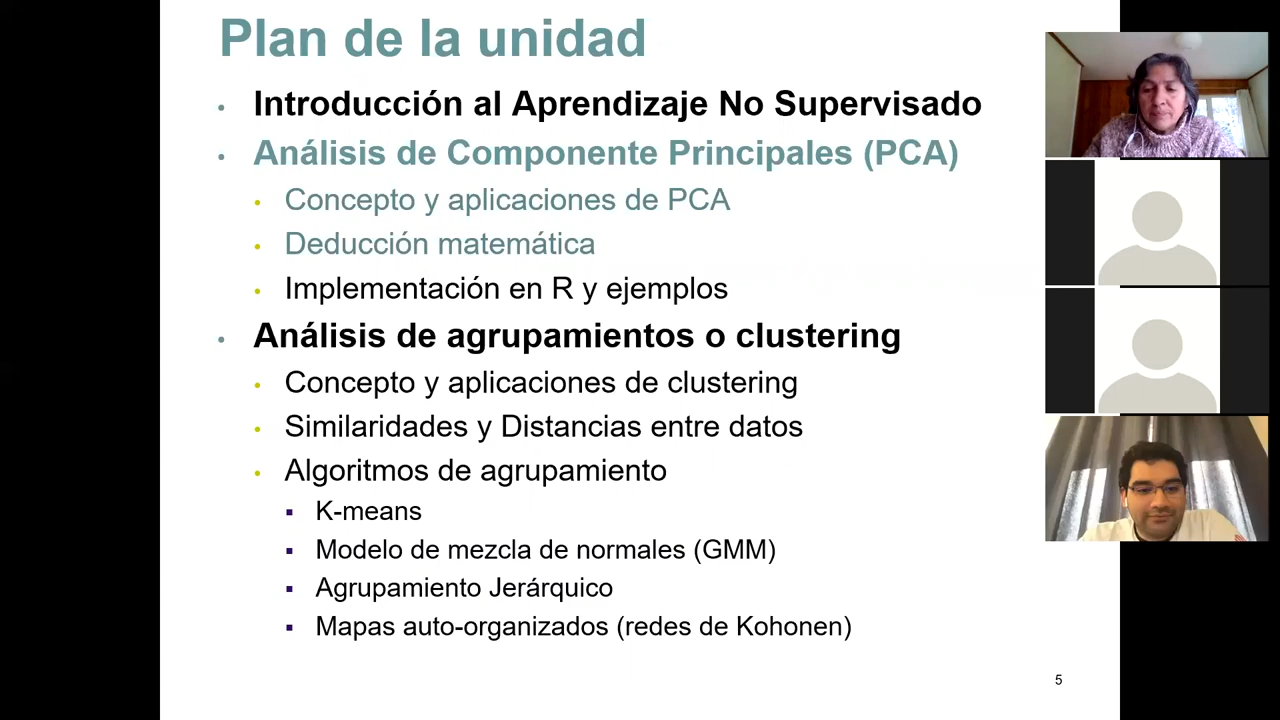 Plan de la unidad
Introducción al Aprendizaje No Supervisado
Análisis de Componente Principales (PCA)
Concepto y aplicaciones de PCA
Deducción matemática
Implementación en R y ejemplos
Análisis de agrupamientos o clustering
Concepto y aplicaciones de clustering
Similaridades y Distancias entre datos
Algoritmos de agrupamiento
K-means
Modelo de mezcla de normales (GMM)
Agrupamiento Jerárquico
Mapas auto-organizados (redes de Kohonen)
5